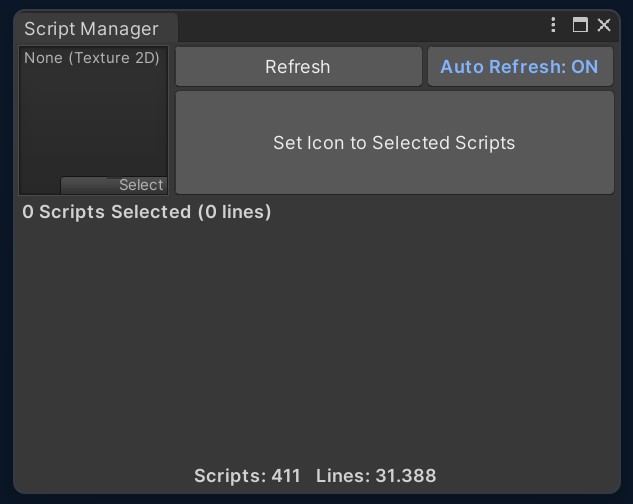 Script Manager
None (Texture 2D)
Refresh
Auto Refresh: ON
Set Icon to Selected Scripts
Select
0 Scripts Selected (0 lines)
Scripts: 411 Lines: 31.388